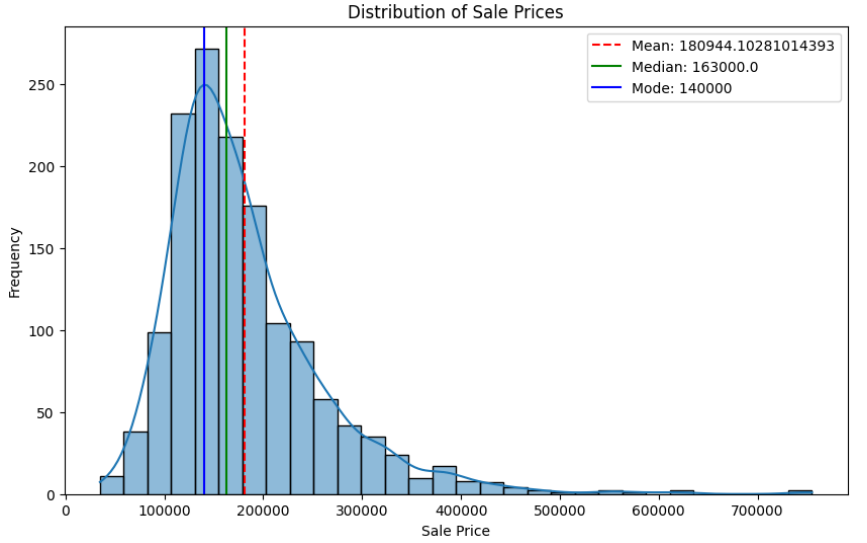 Distribution of Sale Prices
Mean: 180944.10281014393
Median: 163000.0
Mode: 140000
250
200
150
100
50
0
Frequency
0 100000 200000 300000 400000 500000 600000 700000
Sale Price